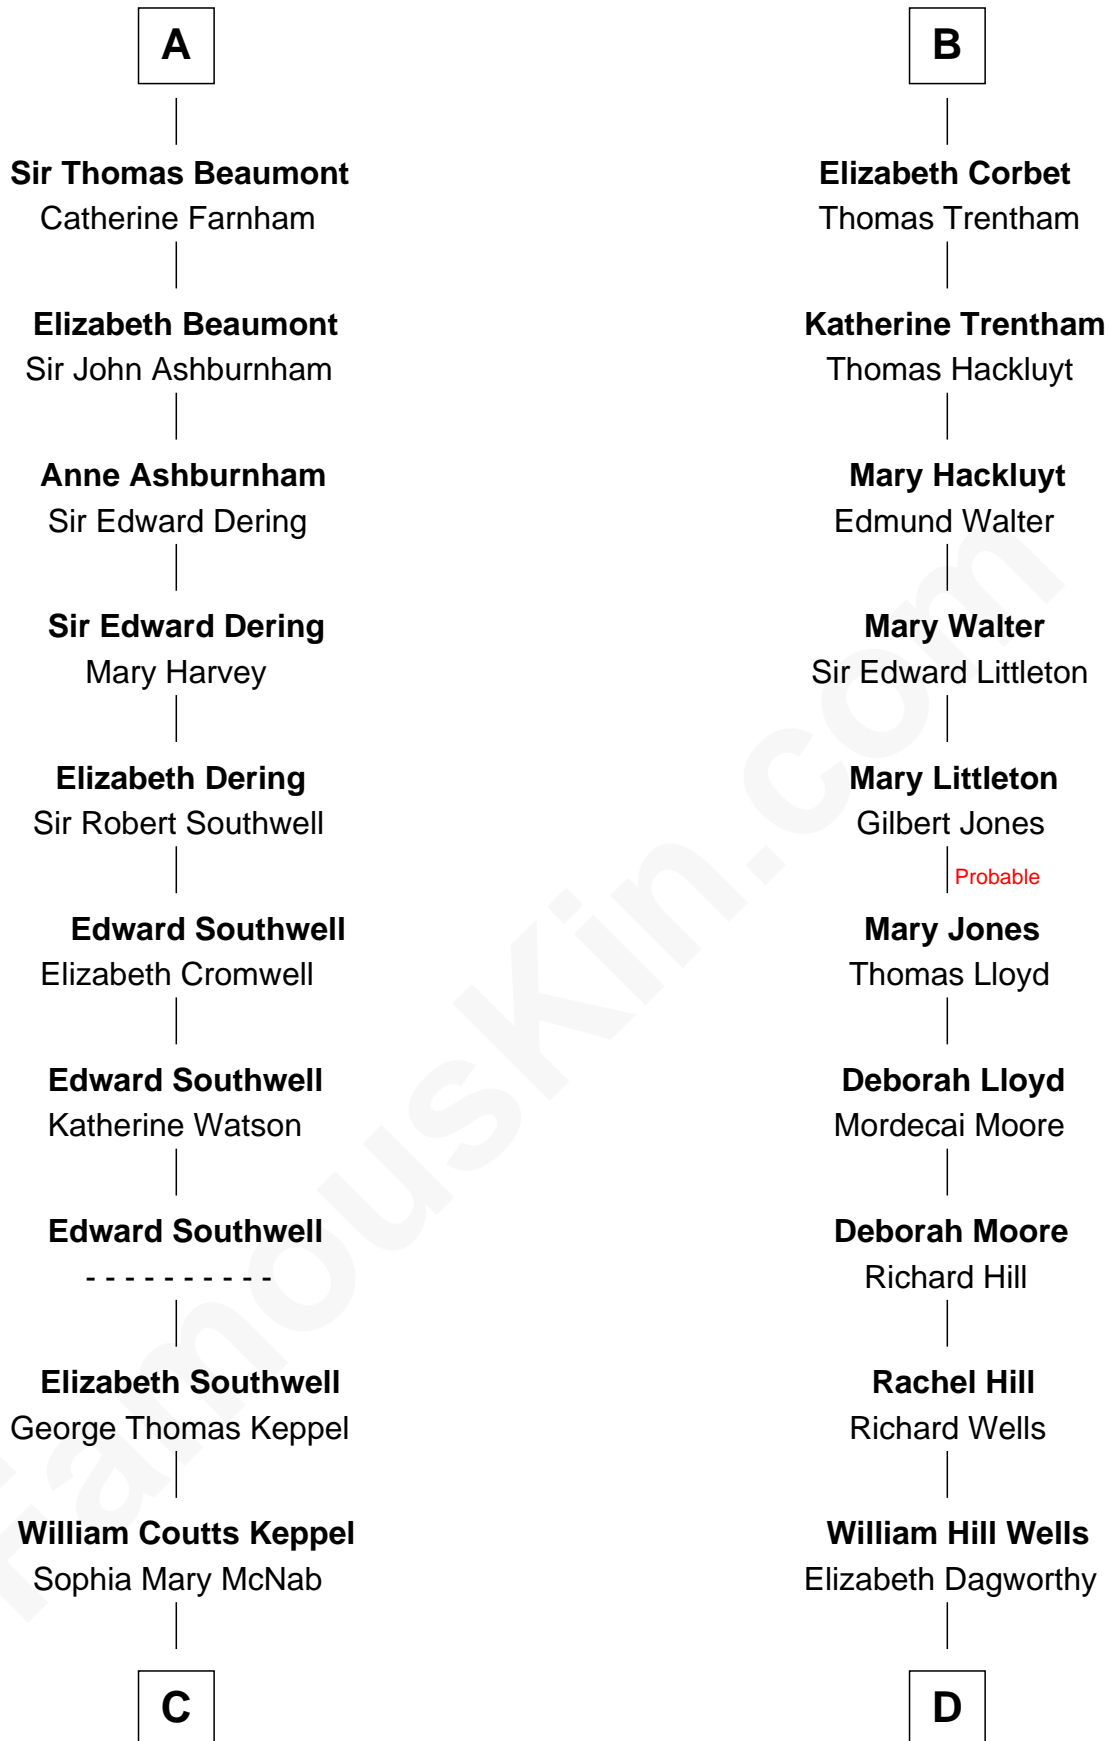 A
Sir Thomas Beaumont
Catherine Farnham
Elizabeth Beaumont
Sir John Ashburnham
Anne Ashburnham
Sir Edward Dering
Sir Edward Dering
Mary Harvey
Elizabeth Dering
Sir Robert Southwell
Edward Southwell
Elizabeth Cromwell
Edward Southwell
Katherine Watson
Edward Southwell
- - - - - - - - - -
Elizabeth Southwell
George Thomas Keppel
William Coutts Keppel
Sophia Mary McNab
C
B
Elizabeth Corbet
Thomas Trentham
Katherine Trentham
Thomas Hackluyt
Mary Hackluyt
Edmund Walter
Mary Walter
Sir Edward Littleton
Mary Littleton
Gilbert Jones
Probable
Mary Jones
Thomas Lloyd
Deborah Lloyd
Mordecai Moore
Deborah Moore
Richard Hill
Rachel Hill
Richard Wells
William Hill Wells
Elizabeth Dagworthy
D
FamousKin.com